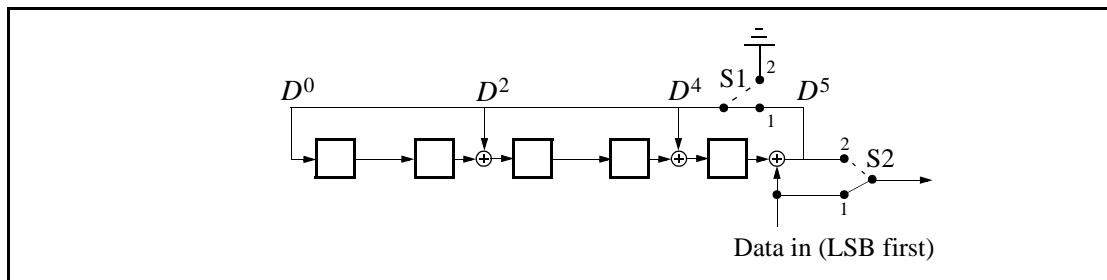 2
S1
D⁰ D² D⁴ D⁵
1
2
S2
1
Data in (LSB first)